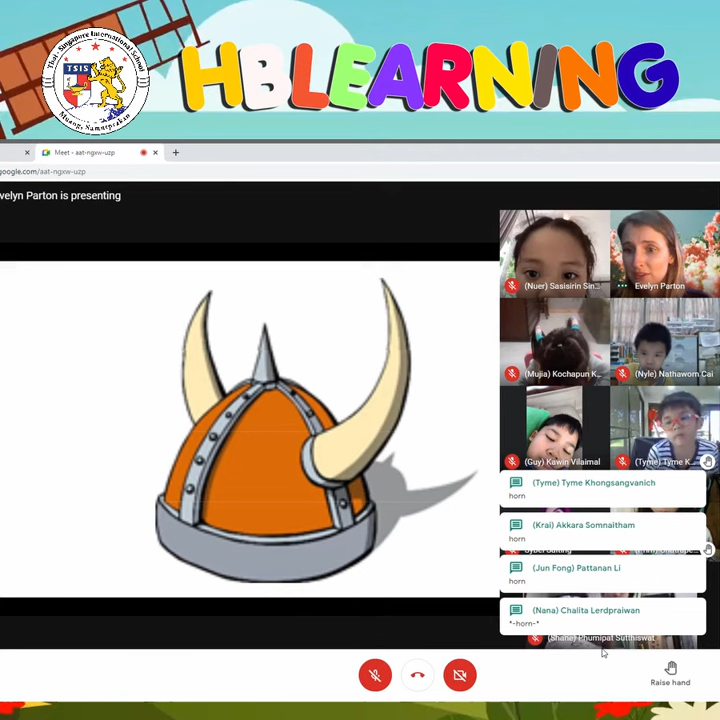 Thai - Singapore International School
TSIS
Muang, Samutprakan
HBLEARNING
Meet - aat-ngxw-uzp
google.com/aat-ngxw-uzp
velyn Parton is presenting
(Nuer) Sasisirin Sin...
Evelyn Parton
(Mujia) Kochapun K...
(Nyle) Nathaworn Cai
(Guy) Kawin Vilaimal
(Tyme) Tyme K...
(Tyme) Tyme Khongsangvanich
horn
(Krai) Akkara Somnaitham
horn
(Jun Fong) Pattanan Li
horn
(Nana) Chalita Lerdpraiwan
*-horn-*
(Shane) Phumipat Sutthiswat
Raise hand